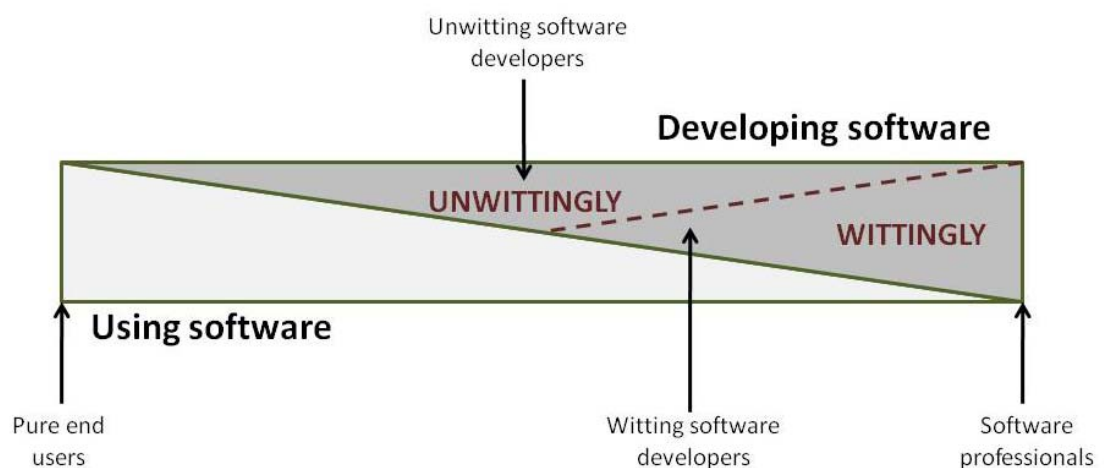 Unwitting software
developers
Developing software
UNWITTINGLY
WITTINGLY
Using software
Pure end
users
Witting software
developers
Software
professionals